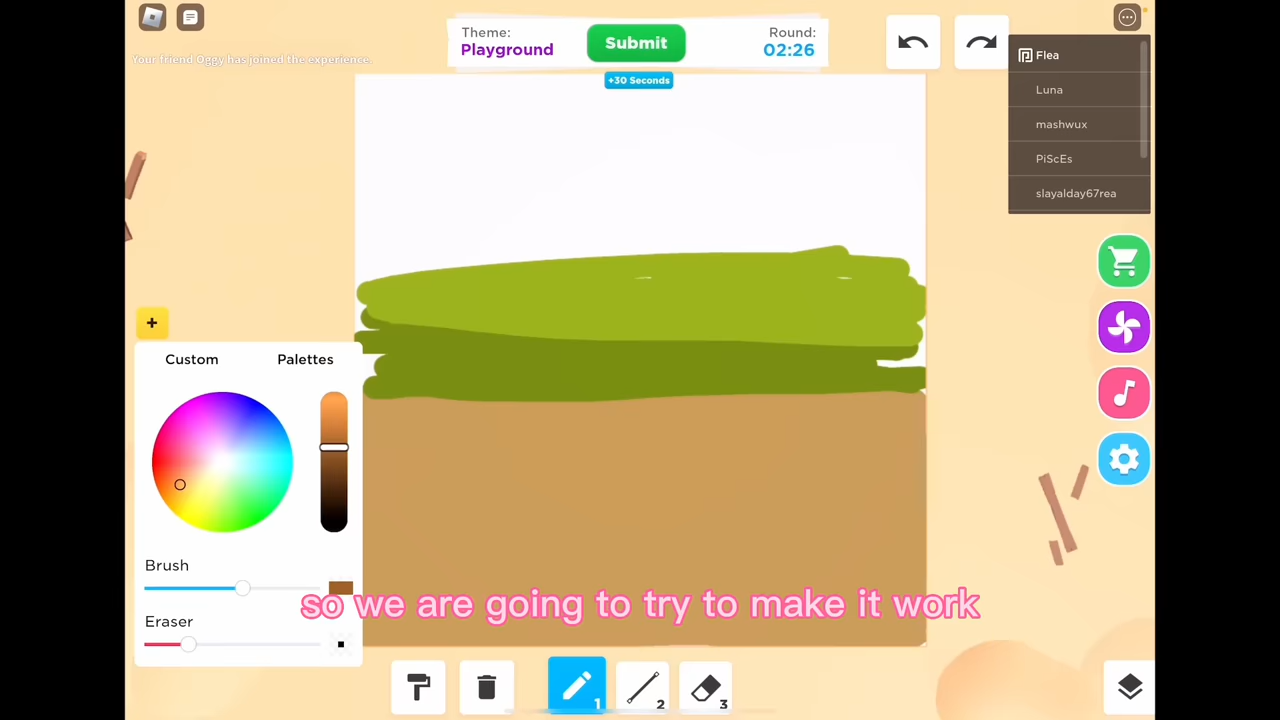 Theme:
Playground
Submit
Round:
02:26
+30 Seconds
Your friend Oggy has joined the experience.
Flea
Luna
mashwux
PiScEs
slayalday67rea
+
Custom
Palettes
Brush
Eraser
so we are going to try to make it work
1
2
3